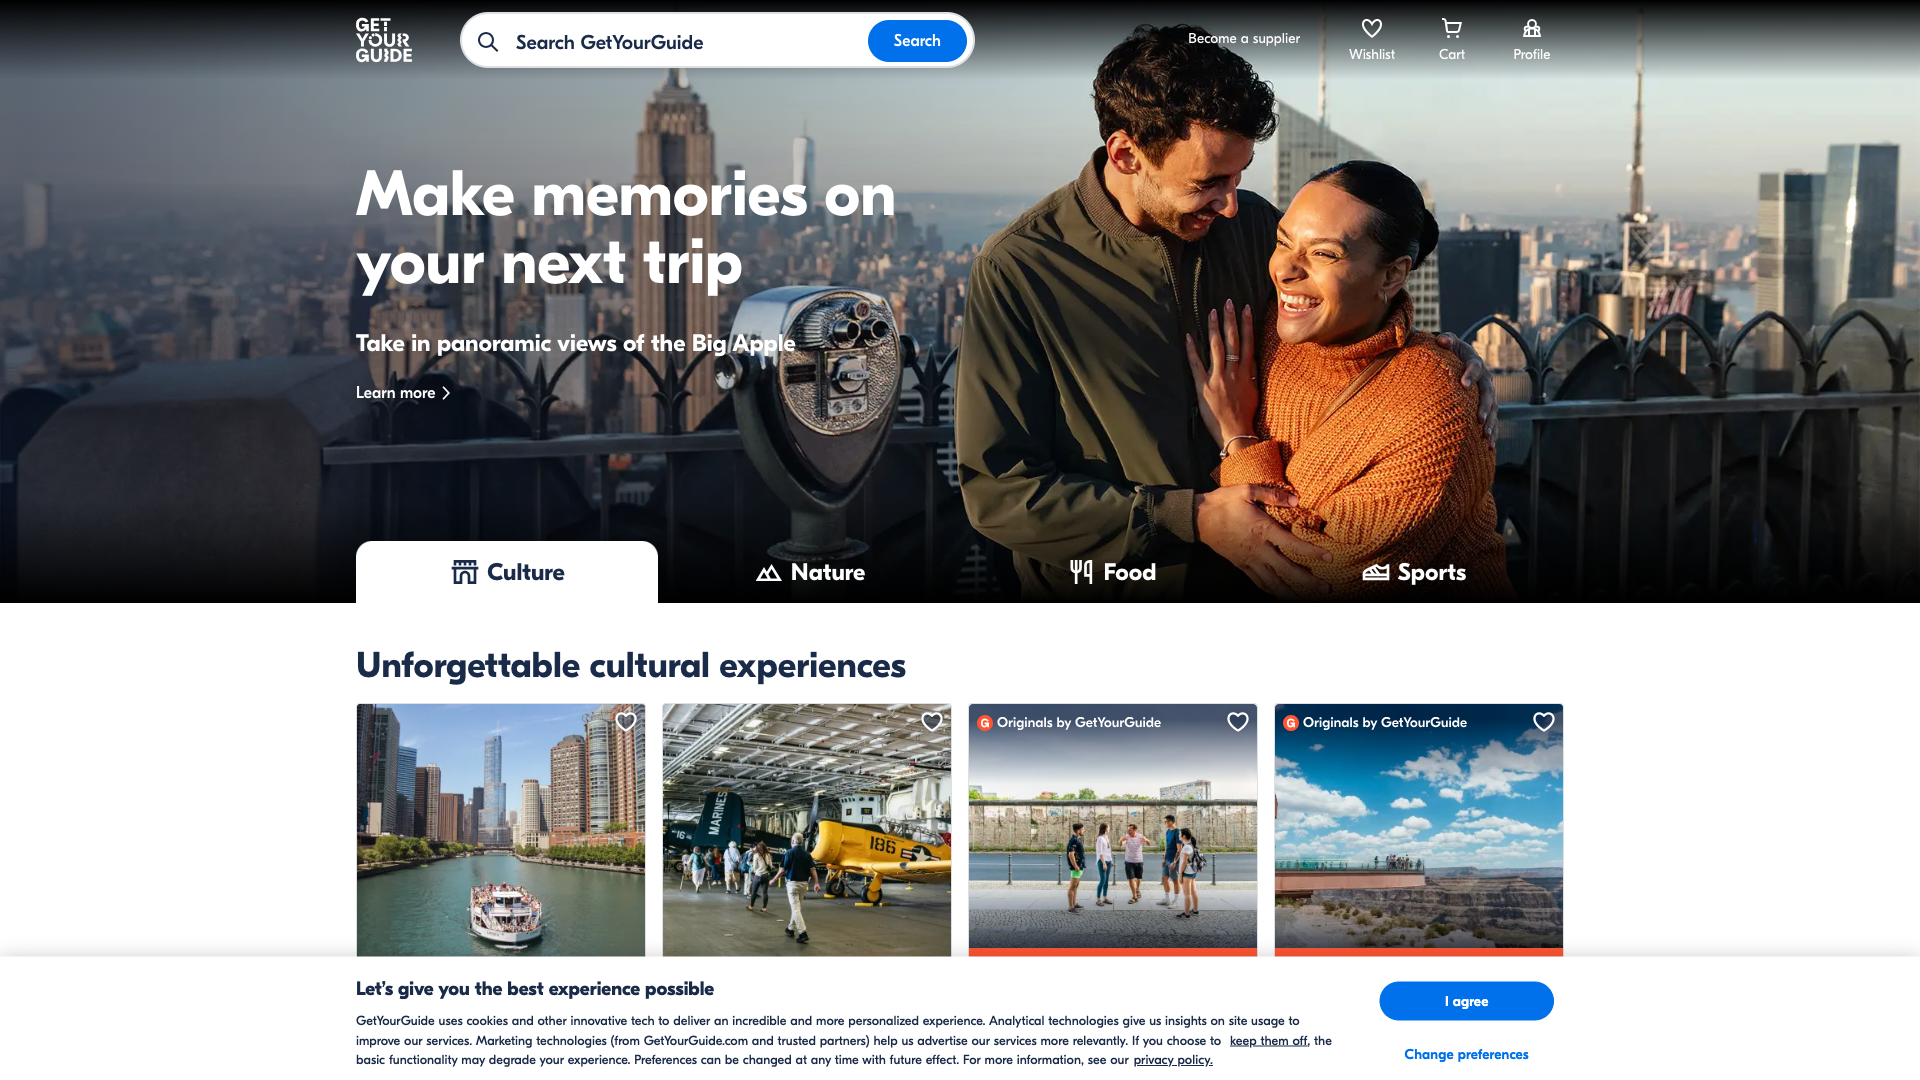 GET
YOUR
GUIDE
Search GetYourGuide
Search
Become a supplier
Wishlist
Cart
Profile
Make memories on
your next trip
Take in panoramic views of the Big Apple
Learn more
Culture
Nature
Food
Sports
Unforgettable cultural experiences
MARINES
16
186
G Originals by GetYourGuide
G Originals by GetYourGuide
Let's give you the best experience possible
GetYourGuide uses cookies and other innovative tech to deliver an incredible and more personalized experience. Analytical technologies give us insights on site usage to
improve our services. Marketing technologies (from GetYourGuide.com and trusted partners) help us advertise our services more relevantly. If you choose to keep them off, the
basic functionality may degrade your experience. Preferences can be changed at any time with future effect. For more information, see our privacy policy.
I agree
Change preferences